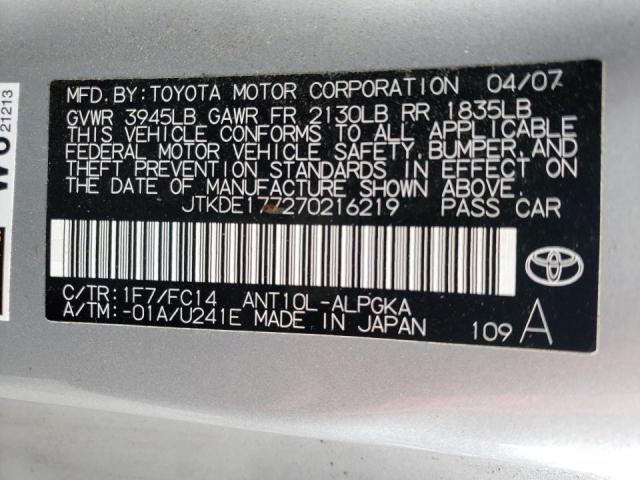 MFD.BY:TOYOTA MOTOR CORPORATION 04/07
GVWR 3945LB GAWR FR 2130LB RR 1835LB
THIS VEHICLE CONFORMS TO ALL APPLICABLE
FEDERAL MOTOR VEHICLE SAFETY, BUMPER, AND
THEFT PREVENTION STANDARDS IN EFFECT ON
THE DATE OF MANUFACTURE SHOWN ABOVE.
JTKDE177270216219 PASS CAR
C/TR:1F7/FC14 ANT10L-ALPGKA
A/TM:-01A/U241E MADE IN JAPAN
109 A
21213